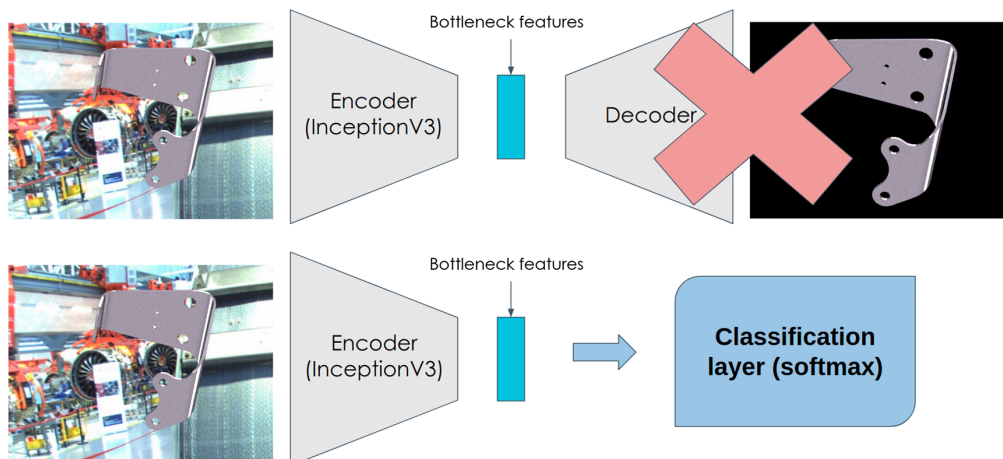 Bottleneck features
Encoder
(InceptionV3)
Decoder
Bottleneck features
Encoder
(InceptionV3)
Classification
layer (softmax)